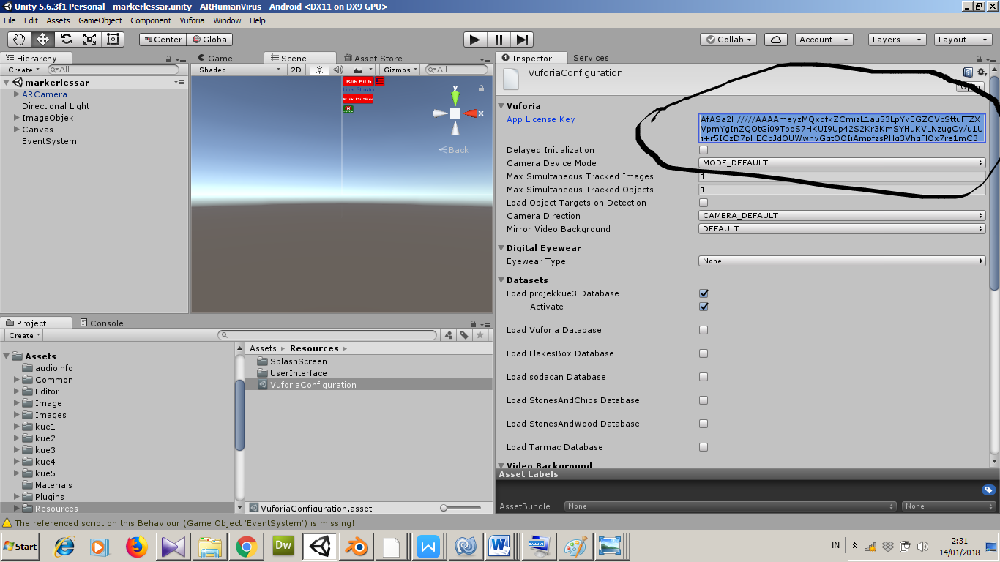 Unity 5.6.3f1 Personal - markerlessar.unity - ARHumanVirus - Android <DX11 on DX9 GPU>
File Edit Assets GameObject Component Vuforia Window Help
Center Global Collab Account Layers Layout
Hierarchy
Create All
markerlessar
ARCamera
Directional Light
ImageObjek
Canvas
EventSystem
Game Scene Asset Store
Shaded 2D Gizmos All
Lihat Struktur
y
x
Back
Inspector Services
VuforiaConfiguration
Open
Vuforia
App License Key
AfASa2H/////AAAAmeyzMQxqfkZCmizL1au53LpYvEGZCVcSttulTZX
VpmYgInZQOtGi09TpoS7HKUI9Up42S2Kr3KmSYHuKVLNzugCy/u1U
Delayed Initialization
Camera Device Mode MODE_DEFAULT
Max Simultaneous Tracked Images 1
Max Simultaneous Tracked Objects 1
Load Object Targets on Detection
Camera Direction CAMERA_DEFAULT
Mirror Video Background DEFAULT
Digital Eyewear
Eyewear Type None
Datasets
Load projekkue3 Database
Activate
Load Vuforia Database
Load FlakesBox Database
Load sodacan Database
Load StonesAndChips Database
Load StonesAndWood Database
Load Tarmac Database
Video Background
Asset Labels
AssetBundle None None
Project Console
Create
Assets
audioinfo
Common
Editor
Image
Images
kue1
kue2
kue3
kue4
kue5
Materials
Plugins
Resources
Assets Resources
SplashScreen
UserInterface
VuforiaConfiguration
VuforiaConfiguration.asset
The referenced script on this Behaviour (Game Object 'EventSystem') is missing!
Start Dw W W IN 2:31
14/01/2018